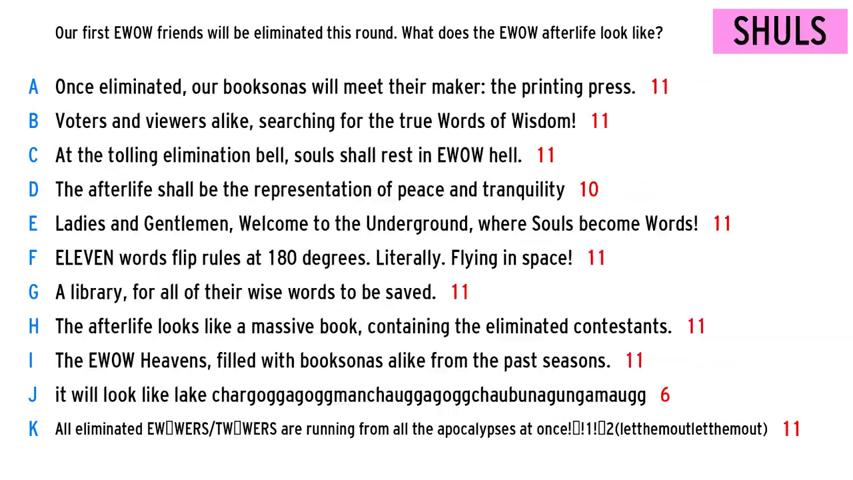 Our first EWOW friends will be eliminated this round. What does the EWOW afterlife look like?
SHULS
A Once eliminated, our booksonas will meet their maker: the printing press. 11
B Voters and viewers alike, searching for the true Words of Wisdom! 11
C At the tolling elimination bell, souls shall rest in EWOW hell. 11
D The afterlife shall be the representation of peace and tranquility 10
E Ladies and Gentlemen, Welcome to the Underground, where Souls become Words! 11
F ELEVEN words flip rules at 180 degrees. Literally. Flying in space! 11
G A library, for all of their wise words to be saved. 11
H The afterlife looks like a massive book, containing the eliminated contestants. 11
I The EWOW Heavens, filled with booksonas alike from the past seasons. 11
J it will look like lake chargoggagoggmanchauggagoggchaubunagungamaugg 6
K All eliminated EW▯WERS/TW▯WERS are running from all the apocalypses at once!▯!1!▯2(letthemoutletthemout) 11